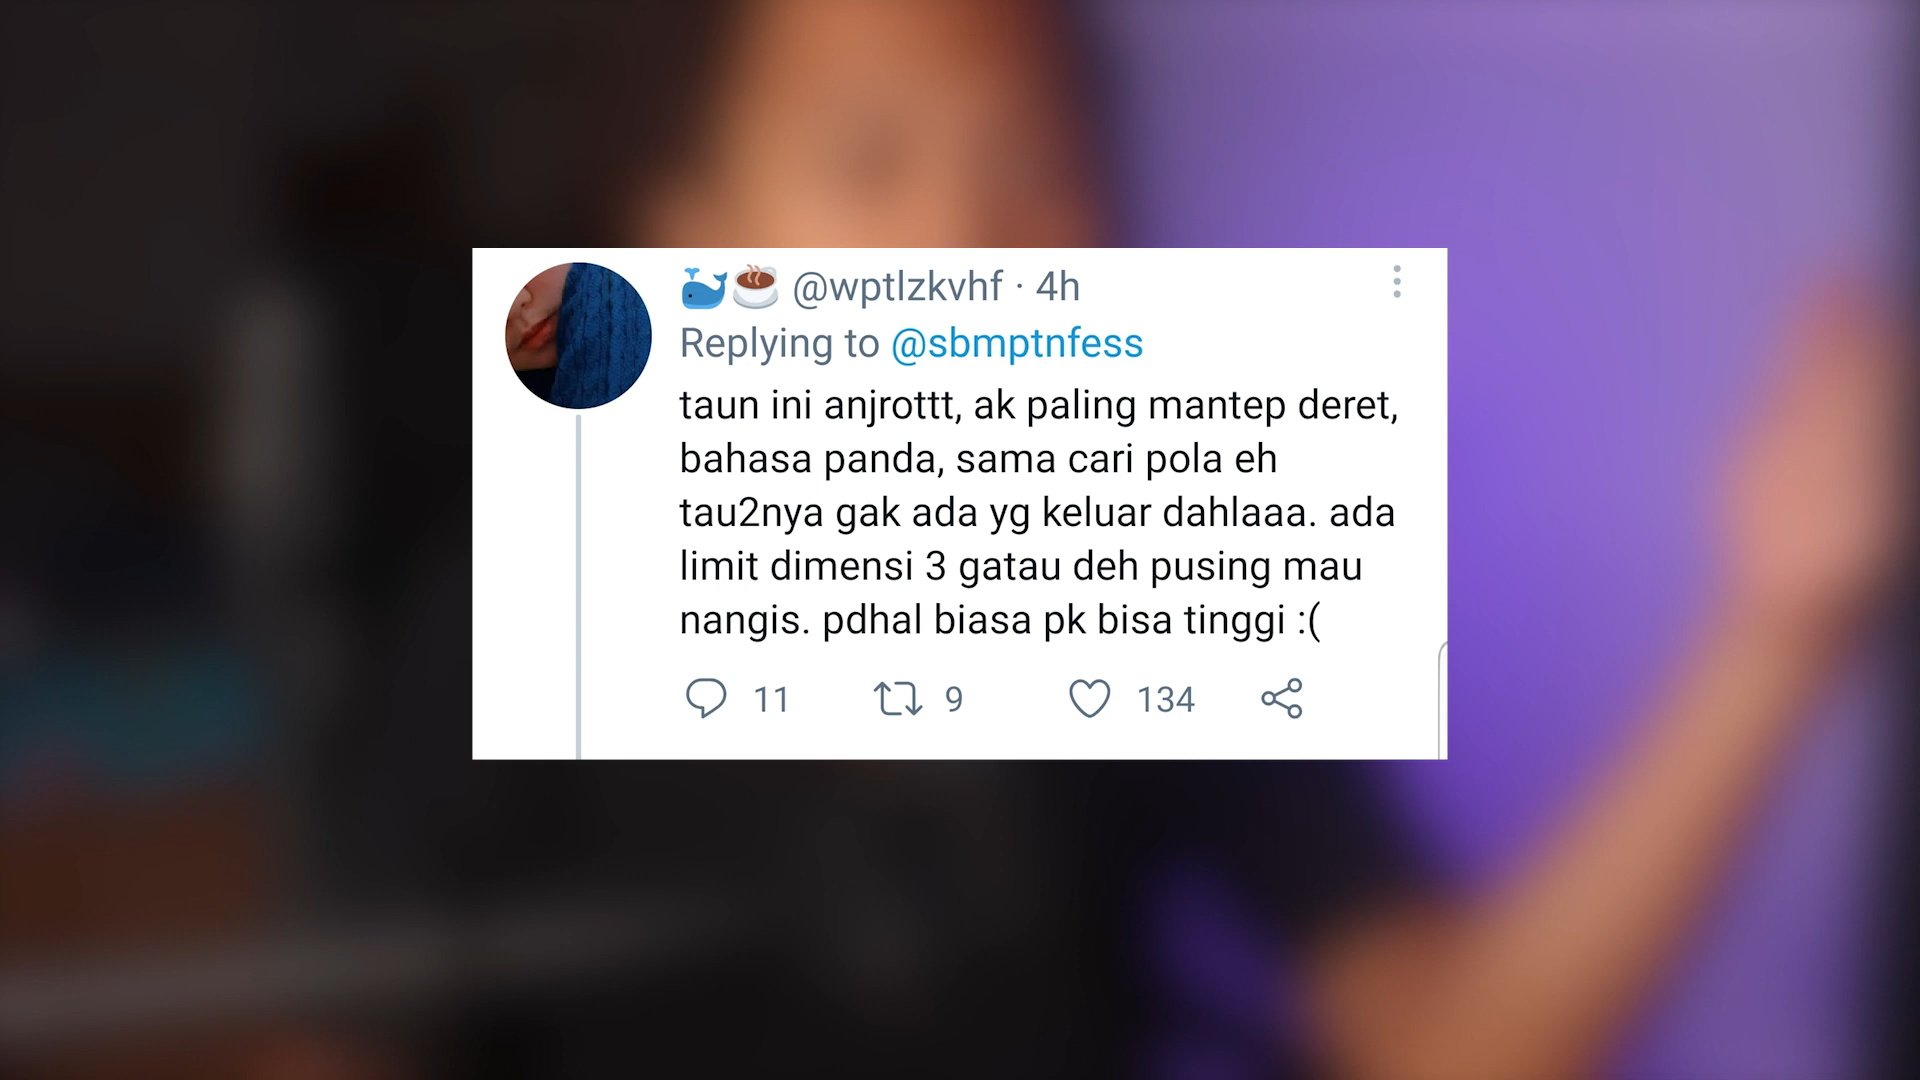 🐳☕ @wptlzkvhf · 4h
Replying to @sbmptnfess
taun ini anjrottt, ak paling mantep deret,
bahasa panda, sama cari pola eh
tau2nya gak ada yg keluar dahlaaa. ada
limit dimensi 3 gatau deh pusing mau
nangis. pdhal biasa pk bisa tinggi :(
11 9 134